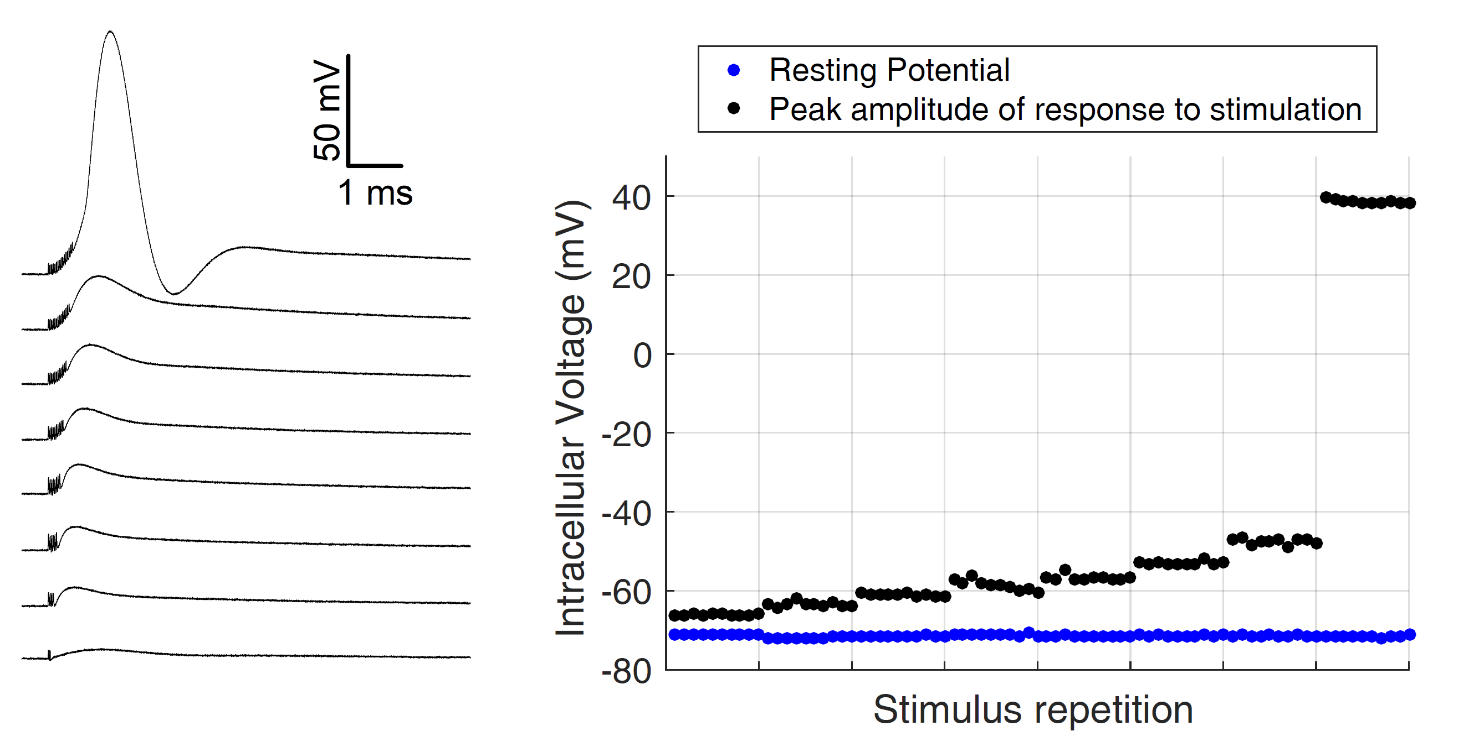 50 mV
1 ms
Resting Potential
Peak amplitude of response to stimulation
Intracellular Voltage (mV)
40
20
0
-20
-40
-60
-80
Stimulus repetition